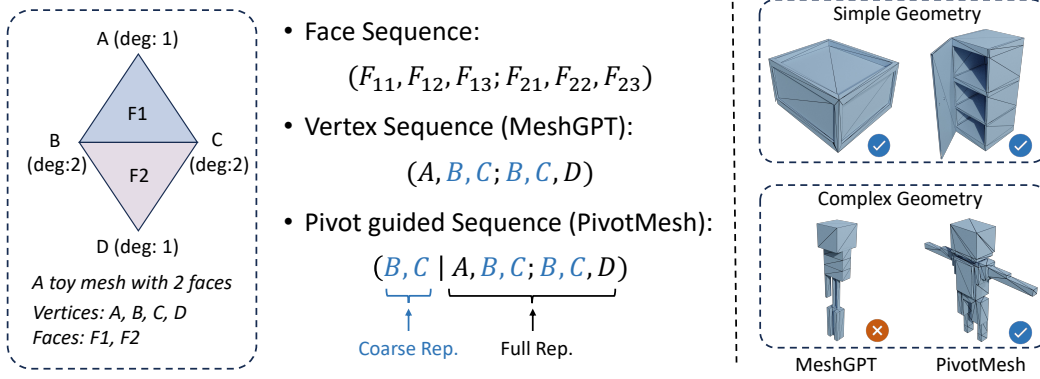 A (deg: 1)
F1
B
(deg:2)
C
(deg:2)
F2
D (deg: 1)
A toy mesh with 2 faces
Vertices: A, B, C, D
Faces: F1, F2
• Face Sequence:
(F₁₁, F₁₂, F₁₃; F₂₁, F₂₂, F₂₃)
• Vertex Sequence (MeshGPT):
(A, B, C; B, C, D)
• Pivot guided Sequence (PivotMesh):
(B, C | A, B, C; B, C, D)
Coarse Rep.
Full Rep.
Simple Geometry
Complex Geometry
MeshGPT
PivotMesh